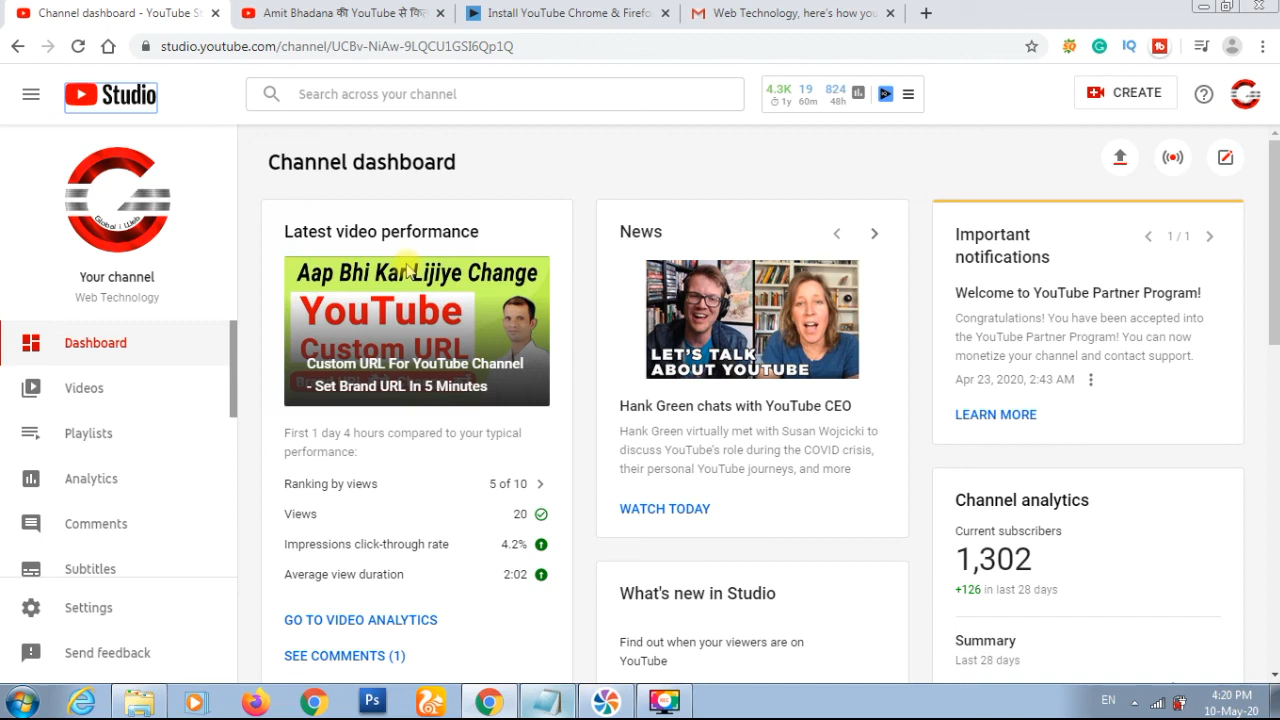 Channel dashboard - YouTube St
Amit Bhadana की YouTube से कित
Install YouTube Chrome & Firefo
Web Technology, here's how you
studio.youtube.com/channel/UCBv-NiAw-9LQCU1GSI6Qp1Q
IQ
Studio
Search across your channel
4.3K 19 824
1y 60m 48h
CREATE
Global i Web
Your channel
Web Technology
Dashboard
Videos
Playlists
Analytics
Comments
Subtitles
Settings
Send feedback
Channel dashboard
Latest video performance
Aap Bhi Kar Lijiye Change
YouTube
Custom URL
Custom URL For YouTube Channel
- Set Brand URL In 5 Minutes
First 1 day 4 hours compared to your typical
performance:
Ranking by views 5 of 10
Views 20
Impressions click-through rate 4.2%
Average view duration 2:02
GO TO VIDEO ANALYTICS
SEE COMMENTS (1)
News
LET'S TALK
ABOUT YOUTUBE
Hank Green chats with YouTube CEO
Hank Green virtually met with Susan Wojcicki to
discuss YouTube's role during the COVID crisis,
their personal YouTube journeys, and more
WATCH TODAY
What's new in Studio
Find out when your viewers are on
YouTube
Important
notifications
1 / 1
Welcome to YouTube Partner Program!
Congratulations! You have been accepted into
the YouTube Partner Program! You can now
monetize your channel and contact support.
Apr 23, 2020, 2:43 AM
LEARN MORE
Channel analytics
Current subscribers
1,302
+126 in last 28 days
Summary
Last 28 days
Ps
REC
EN
4:20 PM
10-May-20